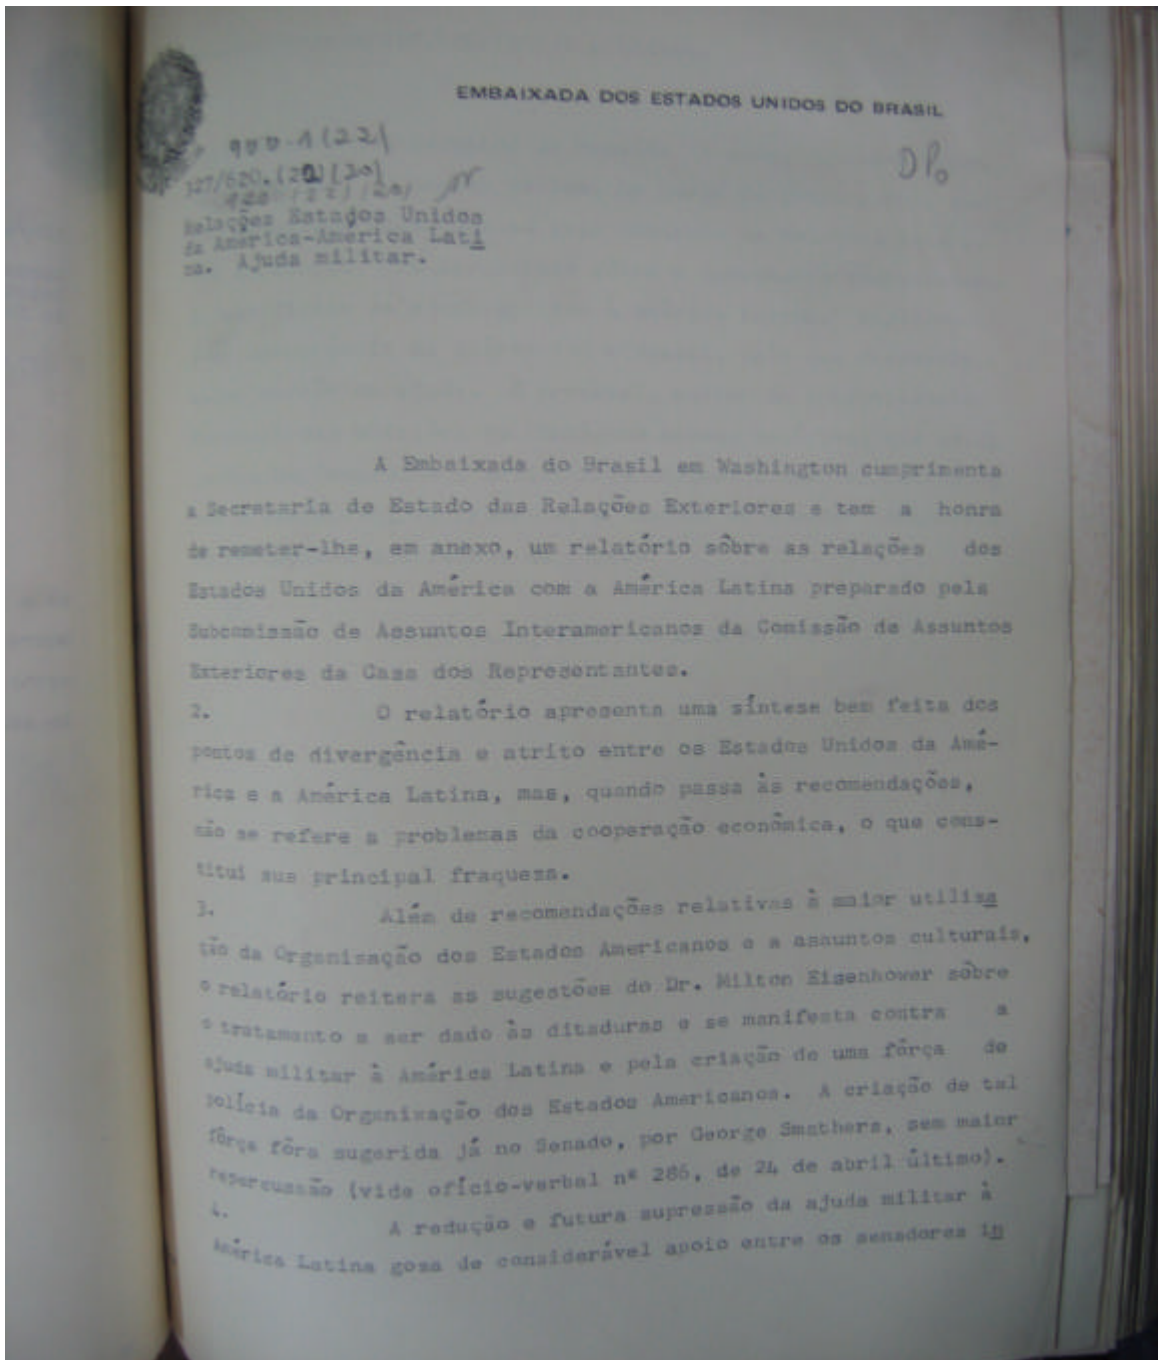 EMBAIXADA DOS ESTADOS UNIDOS DO BRASIL
900.1(22)
DPo
Relações Estados Unidos
da America-America Lati
na. Ajuda militar.
A Embaixada do Brasil em Washington cumprimenta
a Secretaria de Estado das Relações Exteriores e tem a honra
de remeter-lhe, em anexo, um relatório sôbre as relações dos
Estados Unidos da América com a América Latina preparado pela
Subcomissão de Assuntos Interamericanos da Comissão de Assuntos
Exteriores da Casa dos Representantes.
2. O relatório apresenta uma síntese bem feita dos
pontos de divergência e atrito entre os Estados Unidos da Amé-
rica e a América Latina, mas, quando passa às recomendações,
não se refere a problemas da cooperação econômica, o que cons-
titui sua principal fraqueza.
3. Além de recomendações relativas à maior utiliza
ção da Organização dos Estados Americanos e a assuntos culturais,
o relatório reitera as sugestões do Dr. Milton Eisenhower sôbre
o tratamento a ser dado às ditaduras e se manifesta contra a
ajuda militar à América Latina e pela criação de uma fôrça de
polícia da Organização dos Estados Americanos. A criação de tal
fôrça fôra sugerida já no Senado, por George Smathers, sem maior
repercussão (vide ofício-verbal nº 286, de 24 de abril último).
4. A redução e futura supressão da ajuda militar à
América Latina goza de considerável apoio entre os senadores in